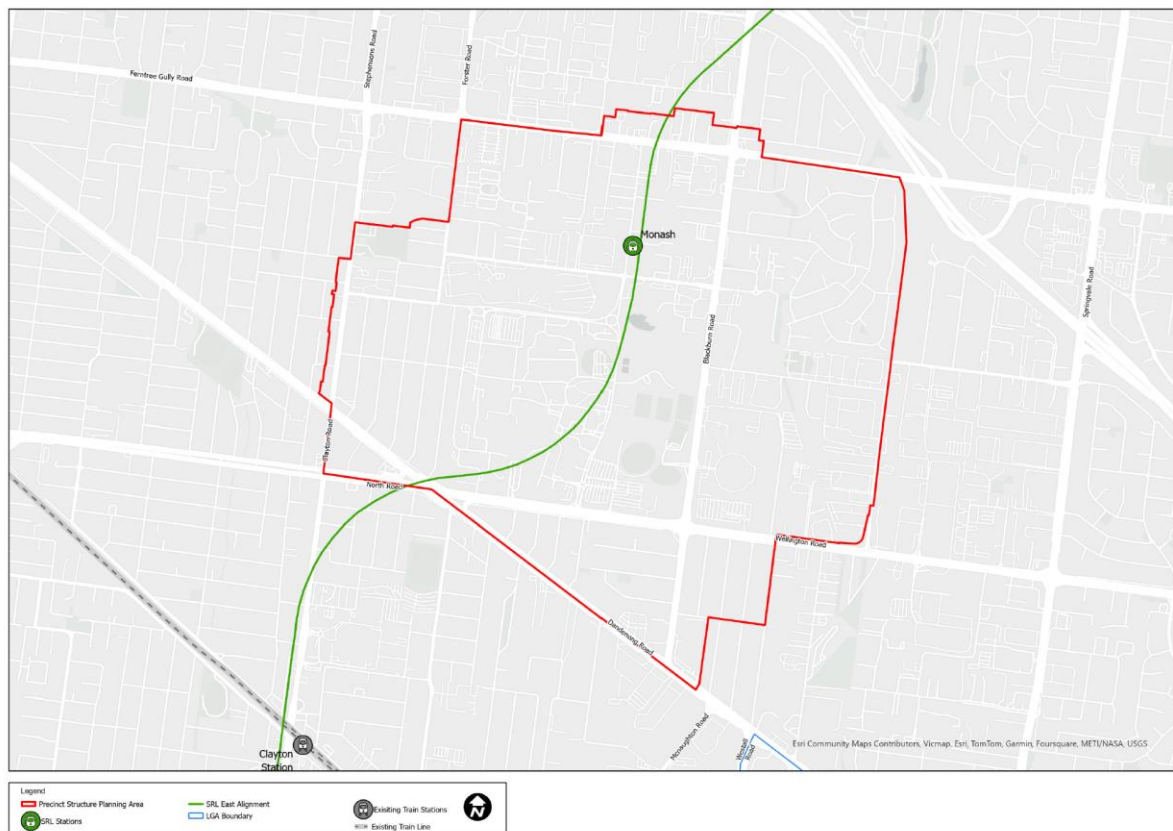 Ferntree Gully Road
Stephensons Road
Forster Road
Monash
Springvale Road
Blackburn Road
Clayton Road
North Road
Wellington Road
Dandenong Road
Mcnaughton Road
Westall
Road
Clayton
Station
Esri Community Maps Contributors, Vicmap, Esri, TomTom, Garmin, Foursquare, METI/NASA, USGS
Legend
Precinct Structure Planning Area
SRL East Alignment
Exisiting Train Stations
SRL Stations
LGA Boundary
Existing Train Line
N